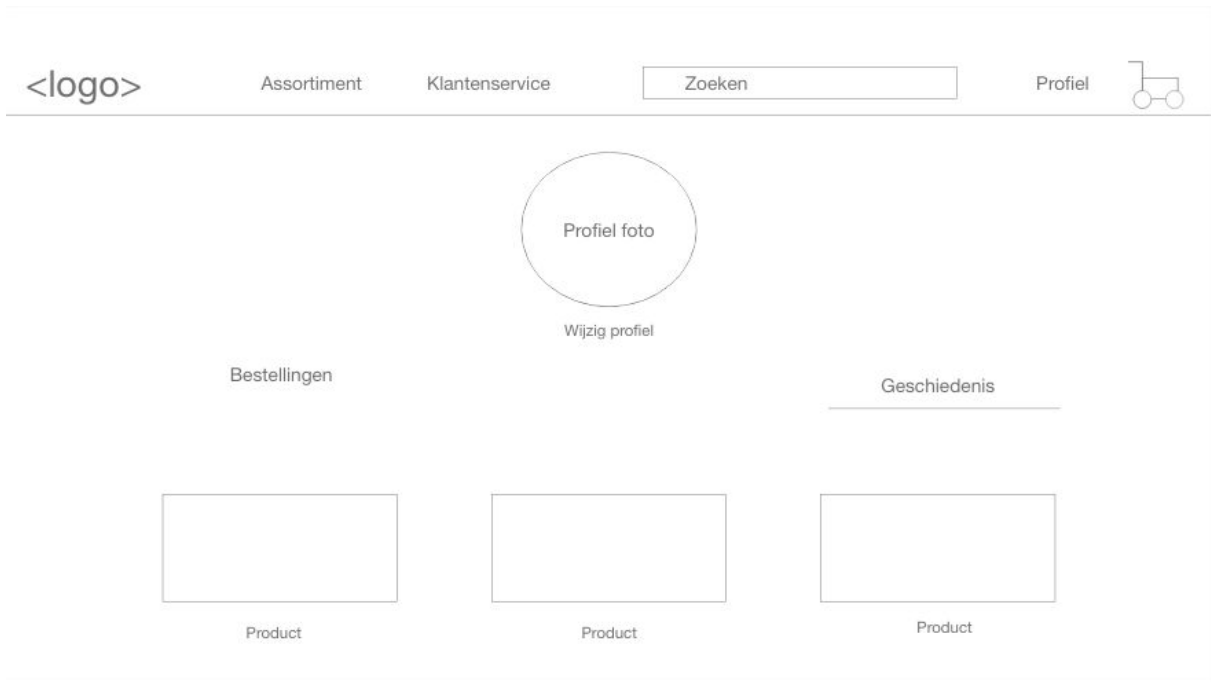 <logo> Assortiment Klantenservice Zoeken Profiel
Profiel foto
Wijzig profiel
Bestellingen
Geschiedenis
Product Product Product